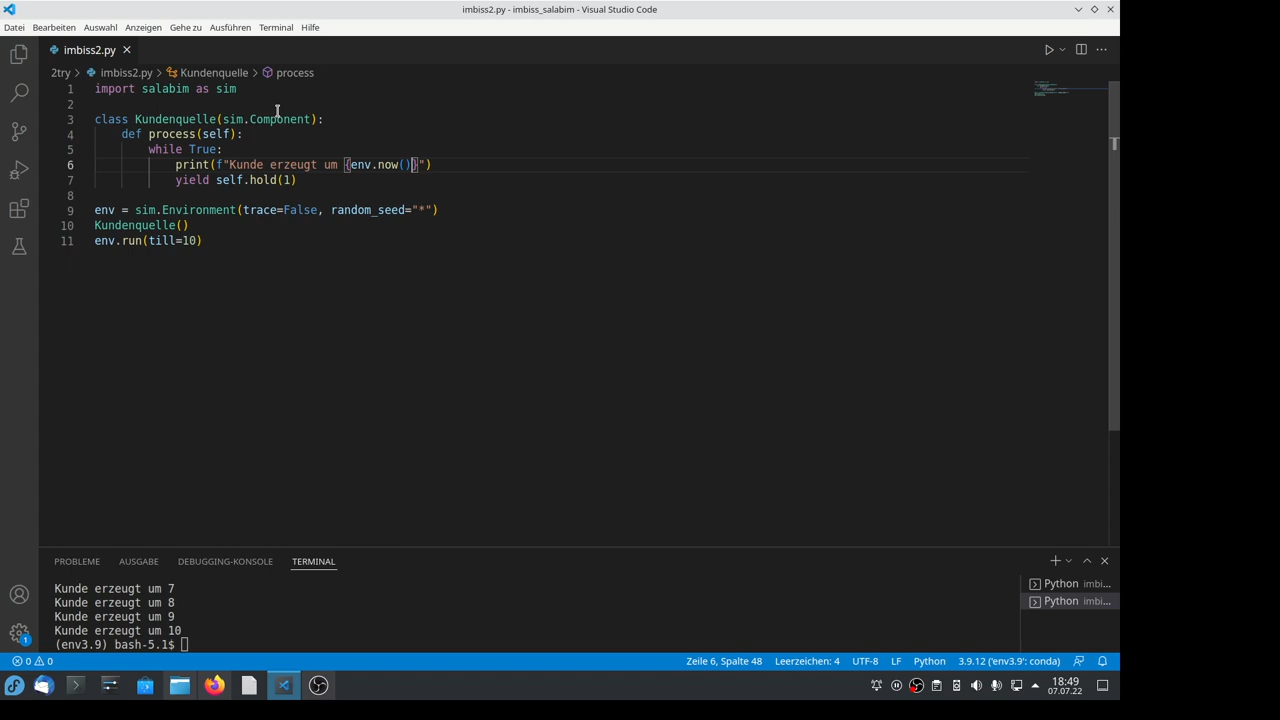 imbiss2.py - imbiss_salabim - Visual Studio Code
Datei Bearbeiten Auswahl Anzeigen Gehe zu Ausführen Terminal Hilfe
imbiss2.py
2try > imbiss2.py > Kundenquelle > process
1 import salabim as sim
2
3 class Kundenquelle(sim.Component):
4 def process(self):
5 while True:
6 print(f"Kunde erzeugt um {env.now()}")
7 yield self.hold(1)
8
9 env = sim.Environment(trace=False, random_seed="*")
10 Kundenquelle()
11 env.run(till=10)
PROBLEME AUSGABE DEBUGGING-KONSOLE TERMINAL
Kunde erzeugt um 7
Kunde erzeugt um 8
Kunde erzeugt um 9
Kunde erzeugt um 10
(env3.9) bash-5.1$
Python imbi...
Python imbi...
1
0 0 Zeile 6, Spalte 48 Leerzeichen: 4 UTF-8 LF Python 3.9.12 ('env3.9': conda)
18:49
07.07.22